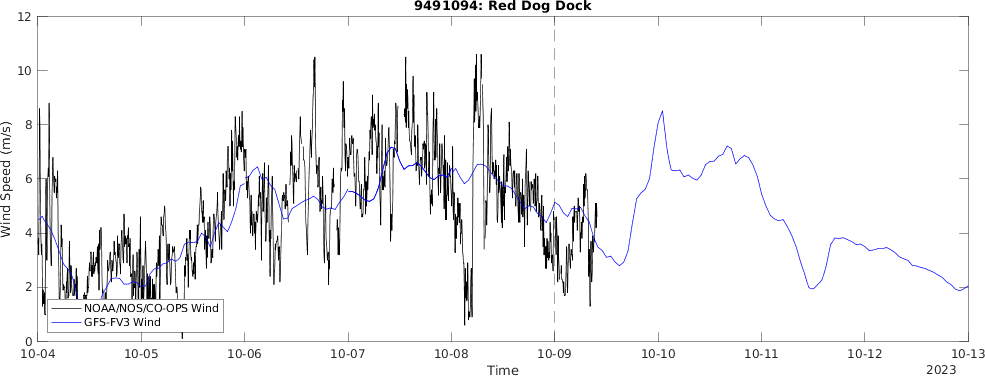 9491094: Red Dog Dock
Wind Speed (m/s)
12
10
8
6
4
2
0
NOAA/NOS/CO-OPS Wind
GFS-FV3 Wind
10-04 10-05 10-06 10-07 10-08 10-09 10-10 10-11 10-12 10-13
Time
2023